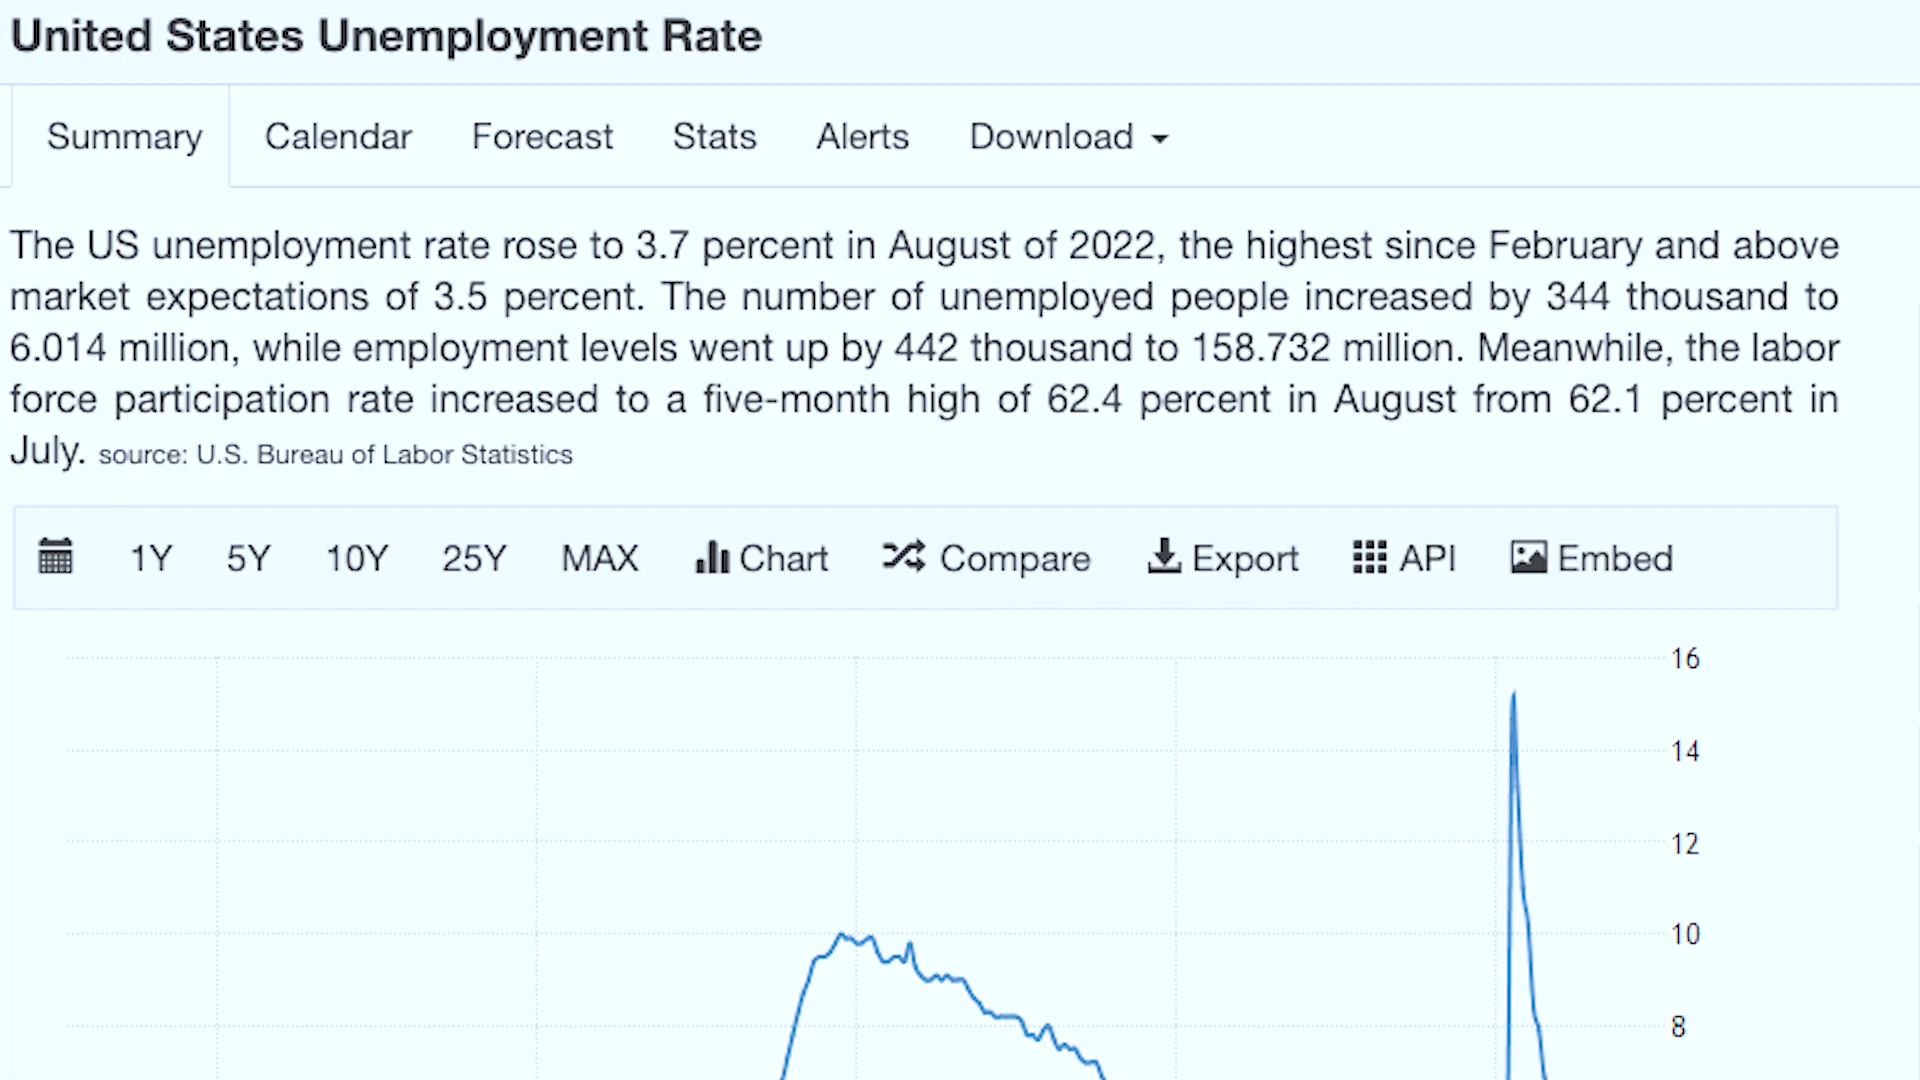 United States Unemployment Rate
Summary Calendar Forecast Stats Alerts Download
The US unemployment rate rose to 3.7 percent in August of 2022, the highest since February and above
market expectations of 3.5 percent. The number of unemployed people increased by 344 thousand to
6.014 million, while employment levels went up by 442 thousand to 158.732 million. Meanwhile, the labor
force participation rate increased to a five-month high of 62.4 percent in August from 62.1 percent in
July. source: U.S. Bureau of Labor Statistics
1Y 5Y 10Y 25Y MAX Chart Compare Export API Embed
16
14
12
10
8